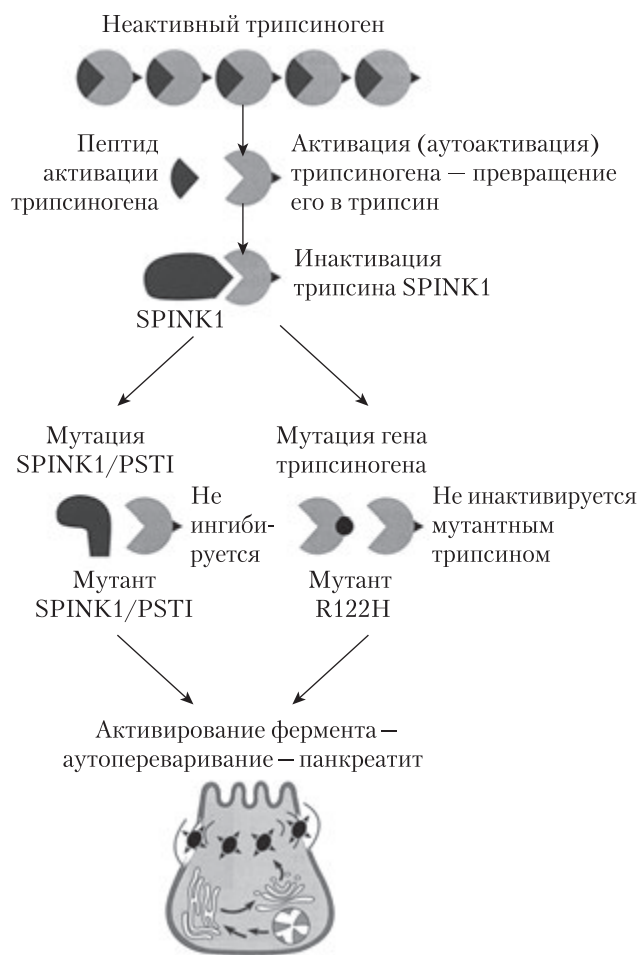 Неактивный трипсиноген
Пептид
активации
трипсиногена
Активация (аутоактивация)
трипсиногена — превращение
его в трипсин
Инактивация
трипсина SPINK1
SPINK1
Мутация
SPINK1/PSTI
Мутация гена
трипсиногена
Не
ингиби-
руется
Не инактивируется
мутантным
трипсином
Мутант
SPINK1/PSTI
Мутант
R122H
Активирование фермента —
аутопереваривание — панкреатит